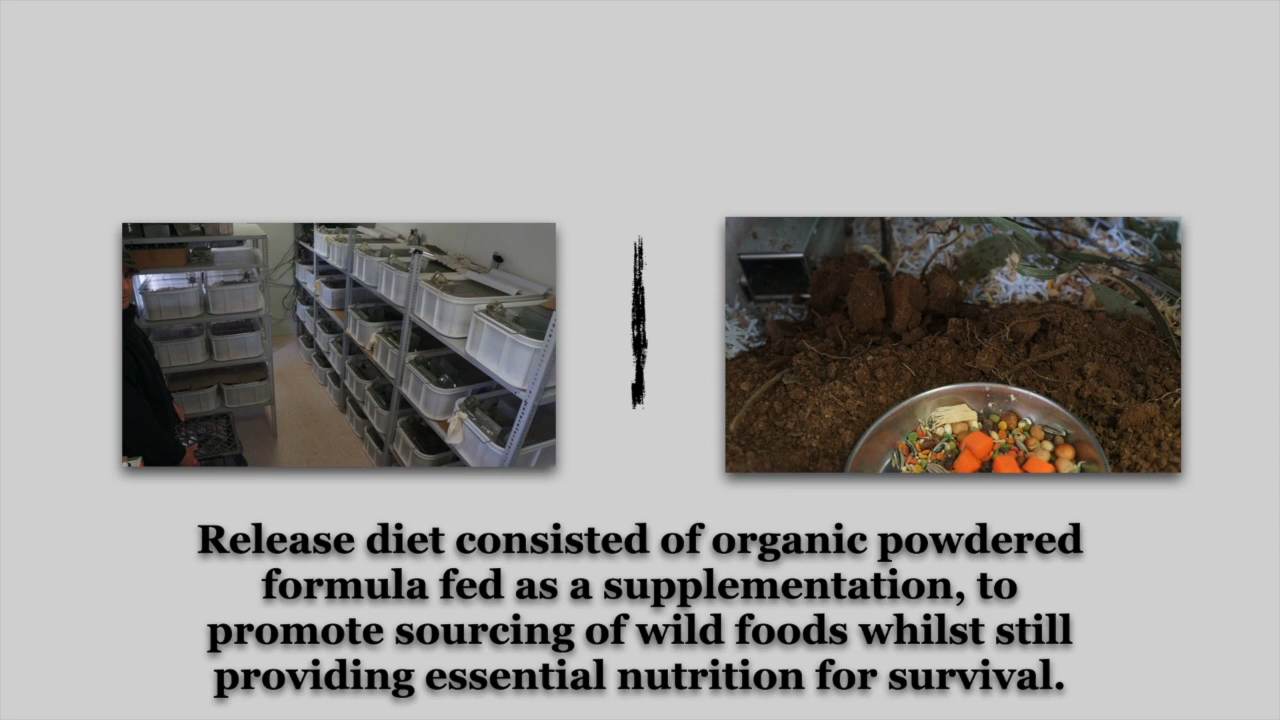 Release diet consisted of organic powdered
formula fed as a supplementation, to
promote sourcing of wild foods whilst still
providing essential nutrition for survival.